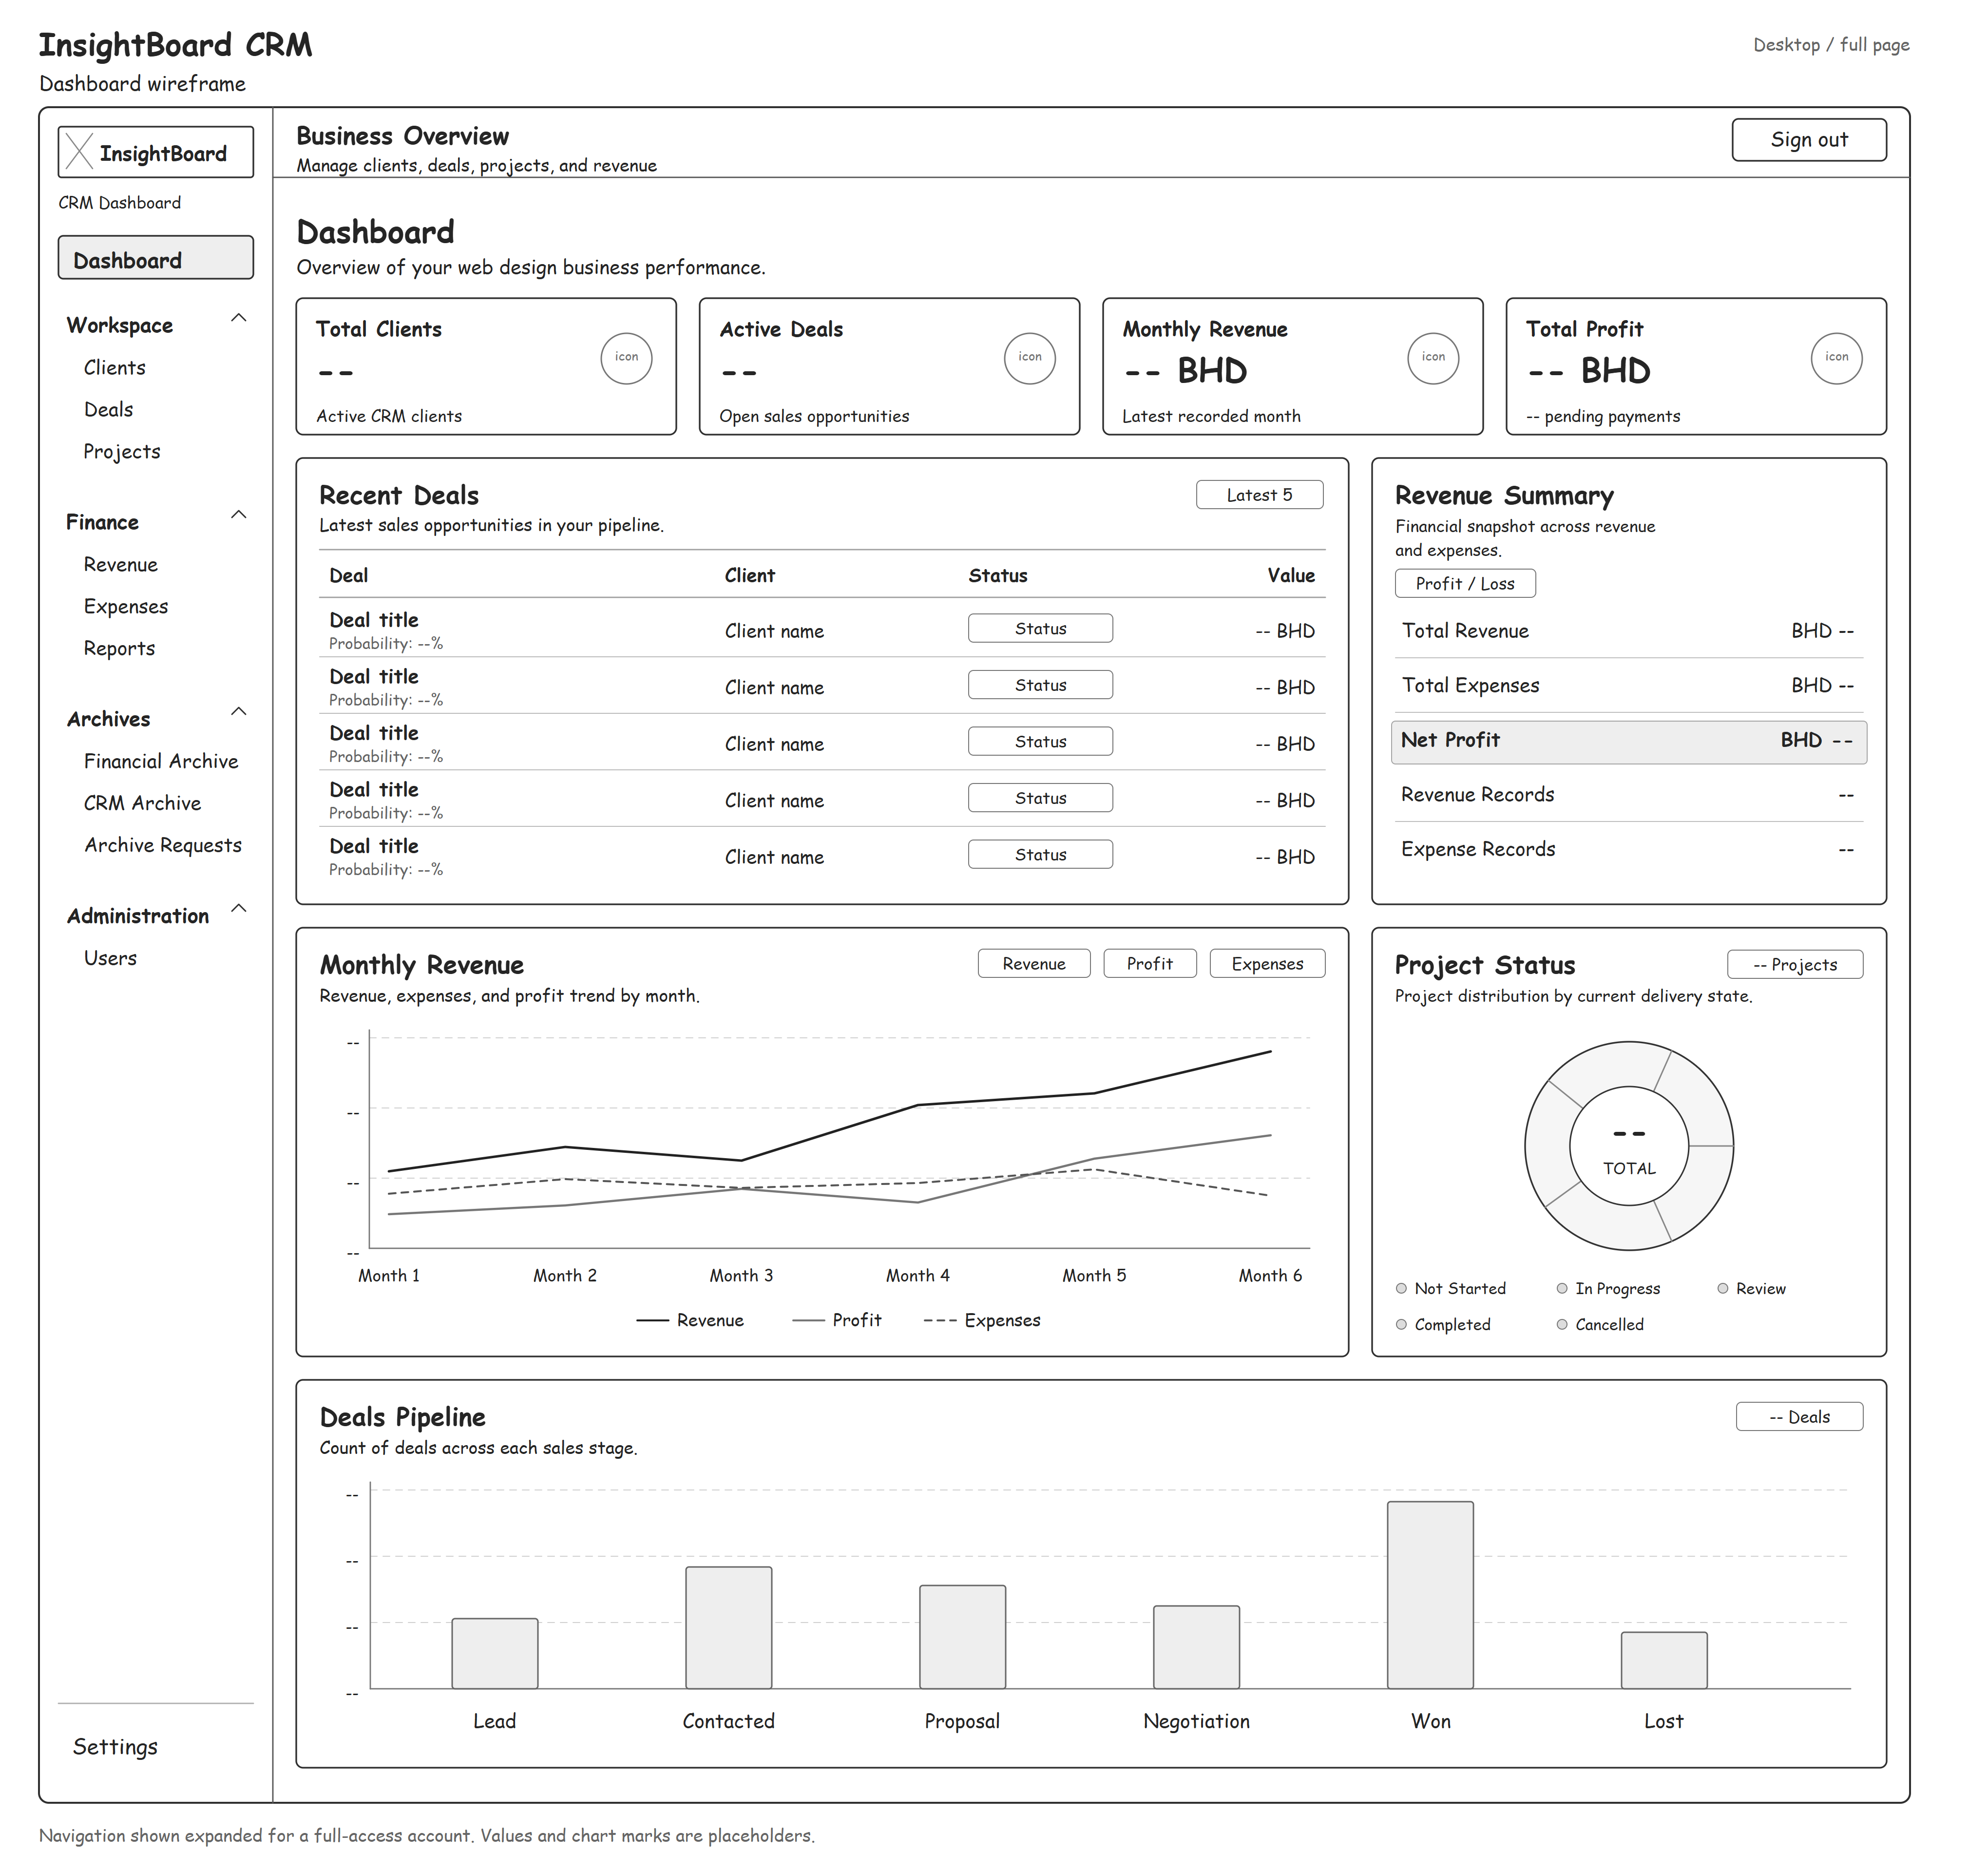 InsightBoard CRM
Desktop / full page
Dashboard wireframe
InsightBoard
CRM Dashboard
Dashboard
Workspace
Clients
Deals
Projects
Finance
Revenue
Expenses
Reports
Archives
Financial Archive
CRM Archive
Archive Requests
Administration
Users
Settings
Business Overview
Manage clients, deals, projects, and revenue
Sign out
Dashboard
Overview of your web design business performance.
Total Clients
--
icon
Active CRM clients
Active Deals
--
icon
Open sales opportunities
Monthly Revenue
-- BHD
icon
Latest recorded month
Total Profit
-- BHD
icon
-- pending payments
Recent Deals
Latest 5
Latest sales opportunities in your pipeline.
Deal Client Status Value
Deal title
Probability: --%
Client name Status -- BHD
Deal title
Probability: --%
Client name Status -- BHD
Deal title
Probability: --%
Client name Status -- BHD
Deal title
Probability: --%
Client name Status -- BHD
Deal title
Probability: --%
Client name Status -- BHD
Revenue Summary
Financial snapshot across revenue
and expenses.
Profit / Loss
Total Revenue BHD --
Total Expenses BHD --
Net Profit BHD --
Revenue Records --
Expense Records --
Monthly Revenue
Revenue Profit Expenses
Revenue, expenses, and profit trend by month.
--
--
--
--
Month 1 Month 2 Month 3 Month 4 Month 5 Month 6
Revenue Profit Expenses
Project Status
-- Projects
Project distribution by current delivery state.
--
TOTAL
Not Started In Progress Review
Completed Cancelled
Deals Pipeline
-- Deals
Count of deals across each sales stage.
--
--
--
--
Lead Contacted Proposal Negotiation Won Lost
Navigation shown expanded for a full-access account. Values and chart marks are placeholders.